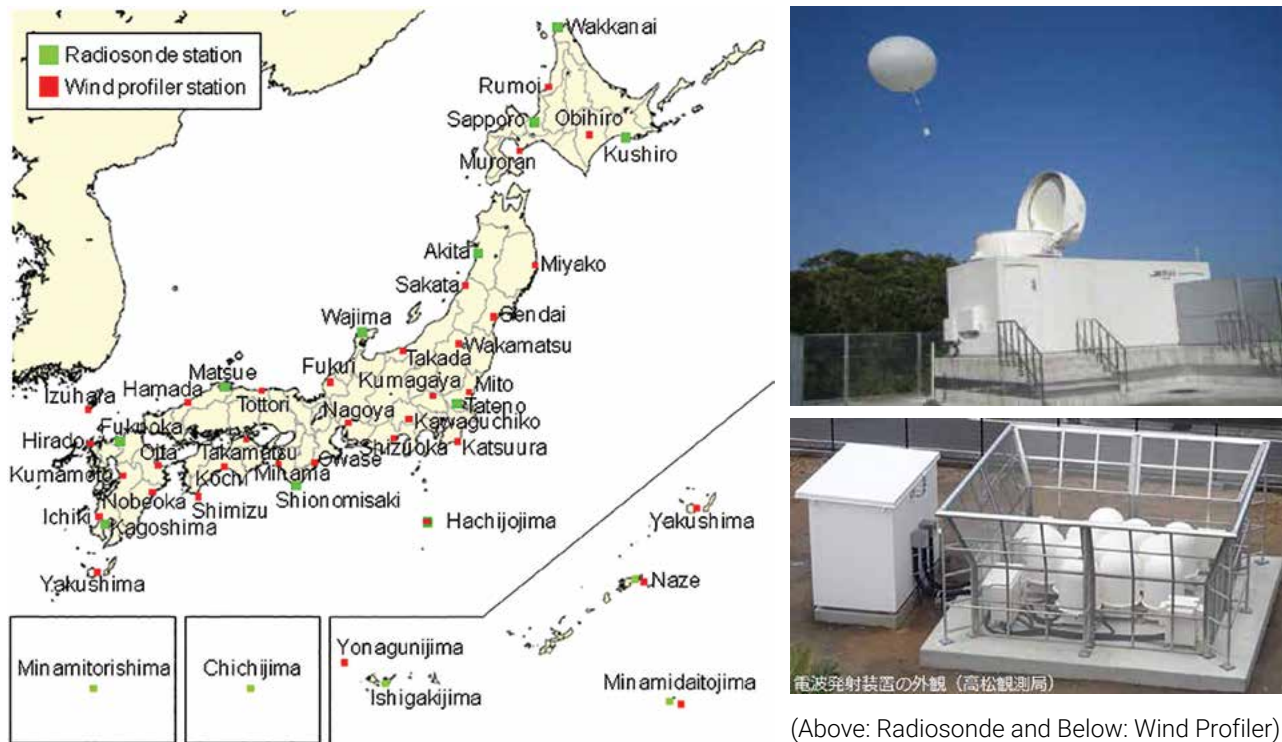 Radiosonde station
Wind profiler station
Wakkanai
Rumoi
Sapporo
Obihiro
Kushiro
Muroran
Akita
Miyako
Sakata
Sendai
Wajima
Wakamatsu
Takada
Fukui
Kumagaya
Mito
Matsue
Hamada
Izuhara
Tottori
Tateno
Nagoya
Kawaguchiko
Fukuoka
Hirado
Shizuoka
Katsuura
Otta
Takamatsu
Owase
Kumamoto
Kochi
Mihama
Nobeoka
Shimizu
Shionomisaki
Ichiki
Kagoshima
Hachijojima
Yakushima
Yakushima
Naze
Minamitorishima
Chichijima
Yonagunijima
Ishigakijima
Minamidaitojima
電波発射装置の外観(高松観測局)
(Above: Radiosonde and Below: Wind Profiler)